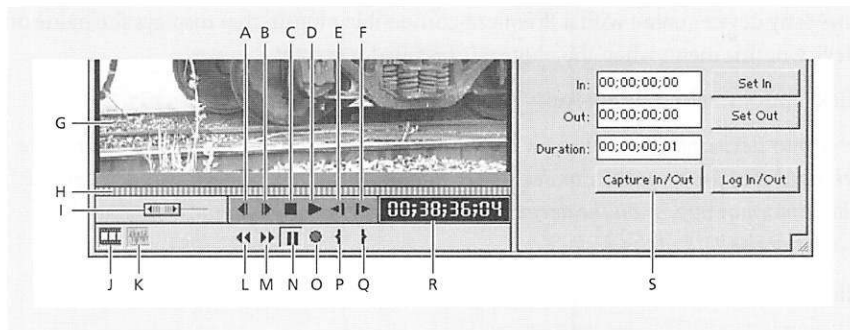 A B C D E F
In: 00;00;00;00 Set In
G
Out: 00;00;00;00 Set Out
Duration: 00;00;00;01
H
Capture In/Out Log In/Out
I
00;38;36;04
J K L M N O P Q R S